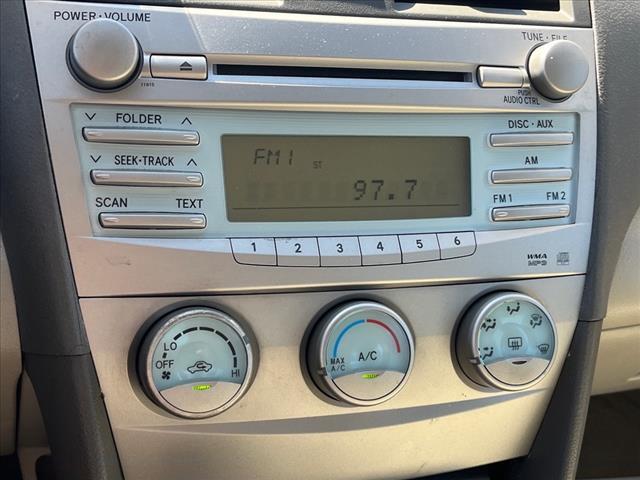 POWER•VOLUME
TUNE•FILE
11815
PUSH
AUDIO CTRL
FOLDER
DISC•AUX
SEEK•TRACK
AM
SCAN TEXT
FM1 FM2
FM1
ST
97.7
1 2 3 4 5 6
WMA
MP3
LO
OFF
HI
MAX
A/C
A/C